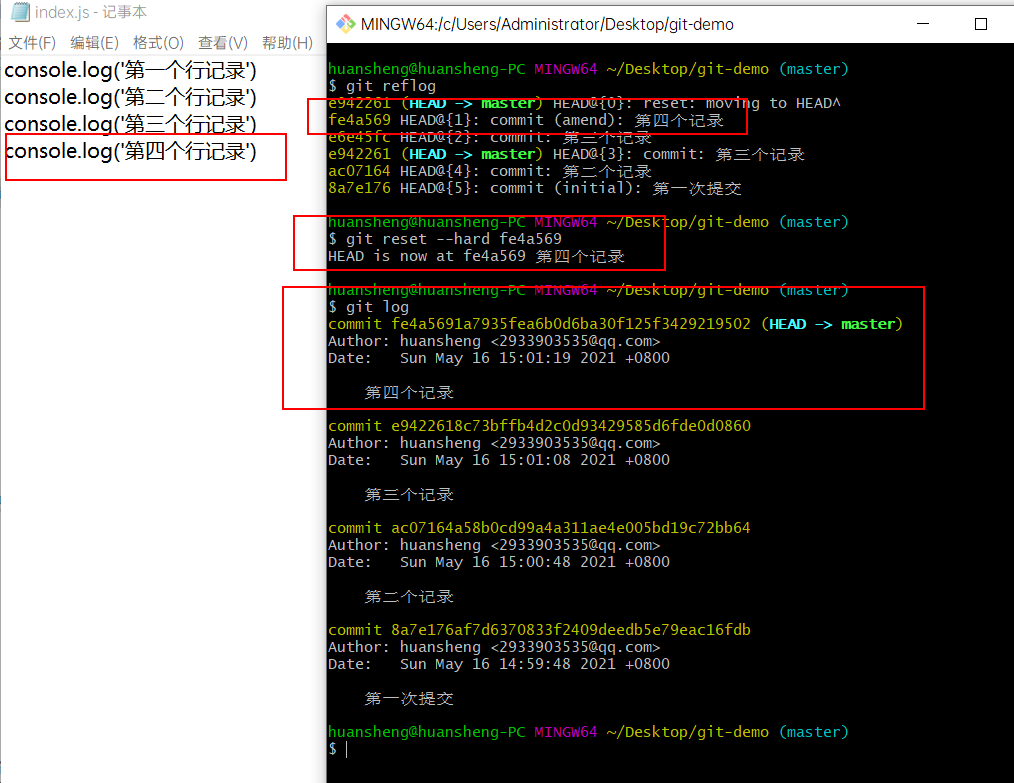 index.js - 记事本
文件(F) 编辑(E) 格式(O) 查看(V) 帮助(H)
console.log('第一个行记录')
console.log('第二个行记录')
console.log('第三个行记录')
console.log('第四个行记录')
MINGW64:/c/Users/Administrator/Desktop/git-demo
huansheng@huansheng-PC MINGW64 ~/Desktop/git-demo (master)
$ git reflog
e942261 (HEAD -> master) HEAD@{0}: reset: moving to HEAD^
fe4a569 HEAD@{1}: commit (amend): 第四个记录
e6e45fc HEAD@{2}: commit: 第三个记录
e942261 (HEAD -> master) HEAD@{3}: commit: 第三个记录
ac07164 HEAD@{4}: commit: 第二个记录
8a7e176 HEAD@{5}: commit (initial): 第一次提交
huansheng@huansheng-PC MINGW64 ~/Desktop/git-demo (master)
$ git reset --hard fe4a569
HEAD is now at fe4a569 第四个记录
huansheng@huansheng-PC MINGW64 ~/Desktop/git-demo (master)
$ git log
commit fe4a5691a7935fea6b0d6ba30f125f3429219502 (HEAD -> master)
Author: huansheng <2933903535@qq.com>
Date:   Sun May 16 15:01:19 2021 +0800
第四个记录
commit e9422618c73bffb4d2c0d93429585d6fde0d0860
Author: huansheng <2933903535@qq.com>
Date:   Sun May 16 15:01:08 2021 +0800
第三个记录
commit ac07164a58b0cd99a4a311ae4e005bd19c72bb64
Author: huansheng <2933903535@qq.com>
Date:   Sun May 16 15:00:48 2021 +0800
第二个记录
commit 8a7e176af7d6370833f2409deedb5e79eac16fdb
Author: huansheng <2933903535@qq.com>
Date:   Sun May 16 14:59:48 2021 +0800
第一次提交
huansheng@huansheng-PC MINGW64 ~/Desktop/git-demo (master)
$